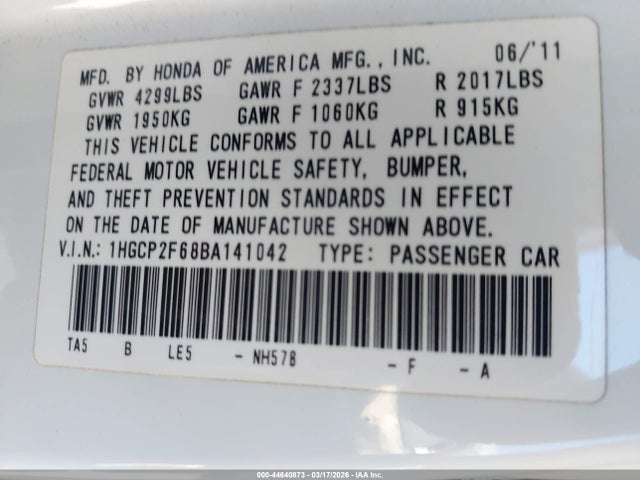 MFD. BY HONDA OF AMERICA MFG., INC. 06/'11
GVWR 4299LBS GAWR F 2337LBS R 2017LBS
GVWR 1950KG GAWR F 1060KG R 915KG
THIS VEHICLE CONFORMS TO ALL APPLICABLE
FEDERAL MOTOR VEHICLE SAFETY, BUMPER,
AND THEFT PREVENTION STANDARDS IN EFFECT
ON THE DATE OF MANUFACTURE SHOWN ABOVE.
V.I.N.: 1HGCP2F68BA141042 TYPE: PASSENGER CAR
TA5 B LE5 - NH578 - F - A
000-44640873 - 03/17/2026 - IAA Inc.